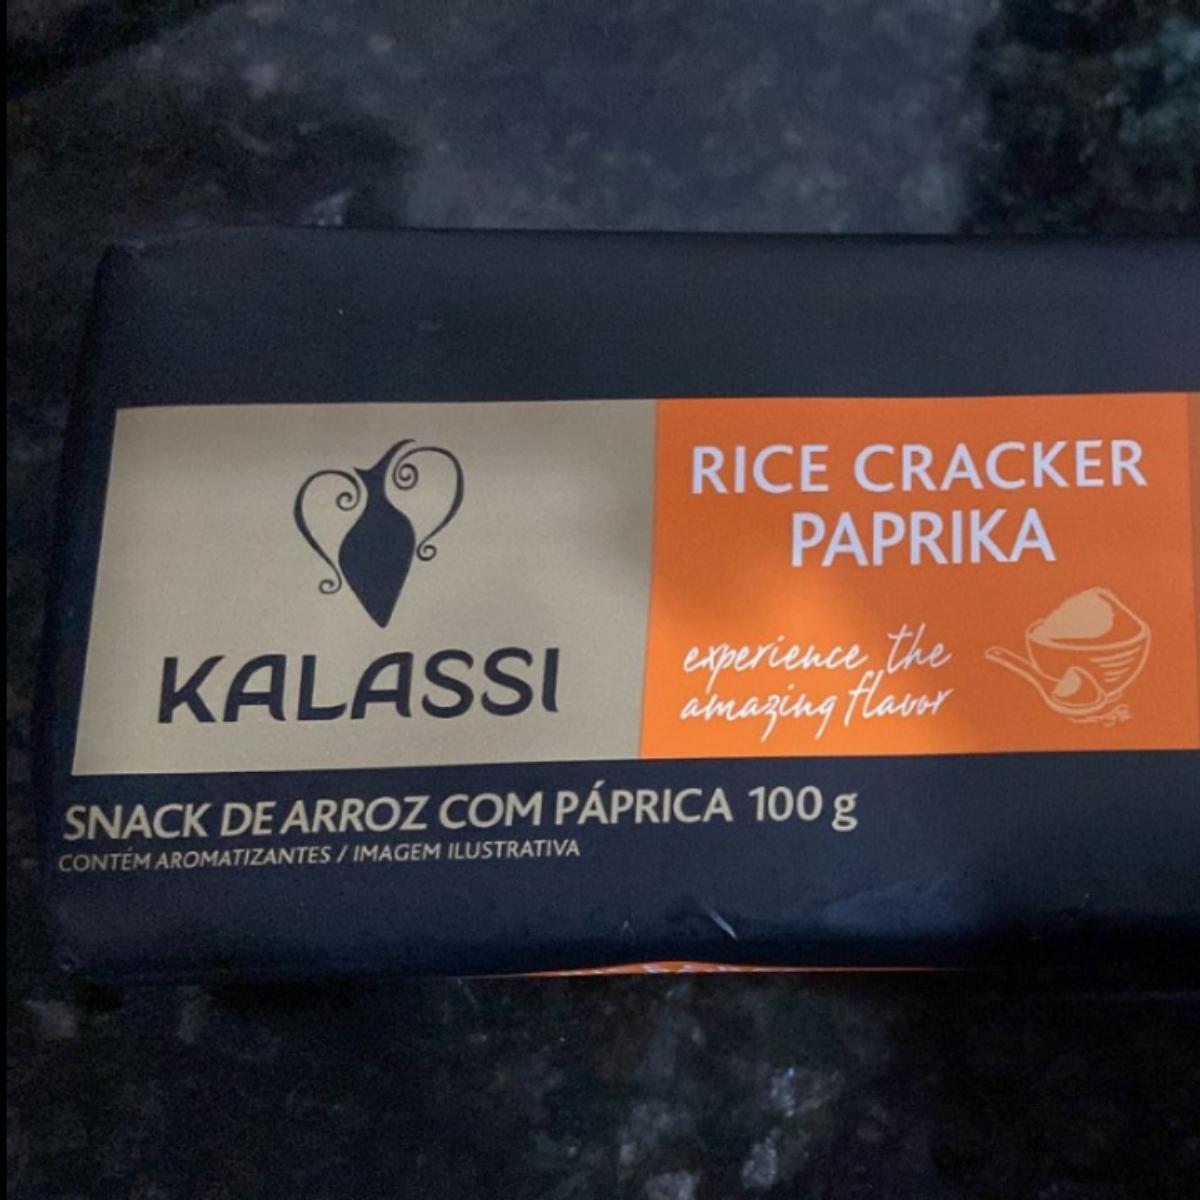 KALASSI
RICE CRACKER
PAPRIKA
experience the
amazing flavor
SNACK DE ARROZ COM PÁPRICA 100 g
CONTÉM AROMATIZANTES / IMAGEM ILUSTRATIVA